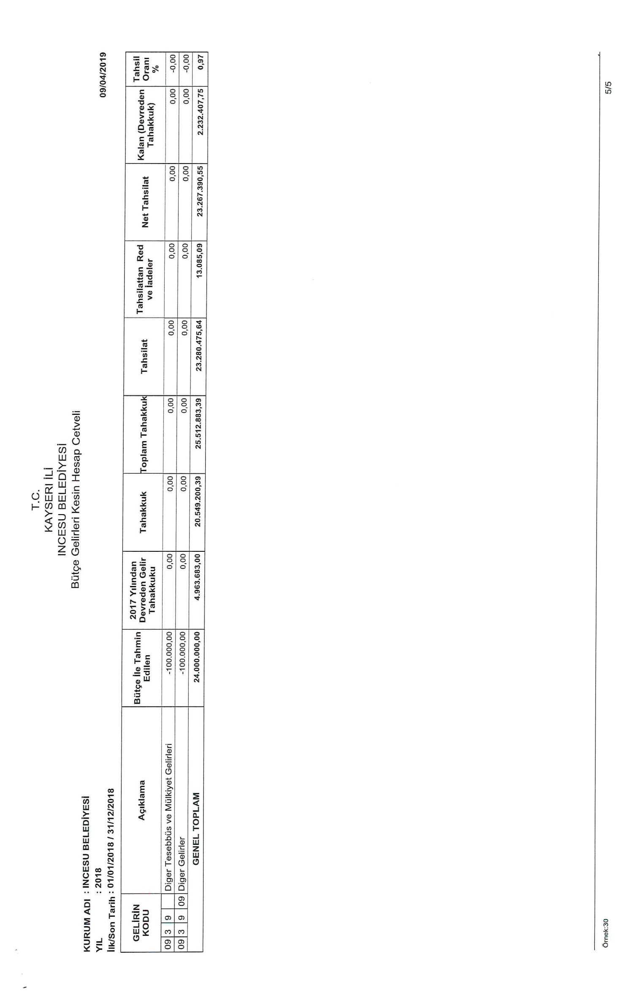 T.C.
KAYSERI İLİ
INCESU BELEDİYESİ
Bütçe Gelirleri Kesin Hesap Cetveli
KURUM ADI : INCESU BELEDİYESİ
YIL : 2018 09/04/2019
İlk/Son Tarih : 01/01/2018 / 31/12/2018
GELİRİN KODU Açıklama Bütçe İle Tahmin Edilen 2017 Yılından Devreden Gelir Tahakkuku Tahakkuk Toplam Tahakkuk Tahsilat Tahsilattan Red ve İadeler Net Tahsilat Kalan (Devreden Tahakkuk) Tahsil Oranı %
09 3 9 Diger Tesebbüs ve Mülkiyet Gelirleri -100.000,00 0,00 0,00 0,00 0,00 0,00 0,00 0,00 -0,00
09 3 9 09 Diger Gelirler -100.000,00 0,00 0,00 0,00 0,00 0,00 0,00 0,00 -0,00
GENEL TOPLAM 24.000.000,00 4.963.683,00 20.549.200,39 25.512.883,39 23.280.475,64 13.085,09 23.267.390,55 2.232.407,75 0,97
Örnek:30 5/5